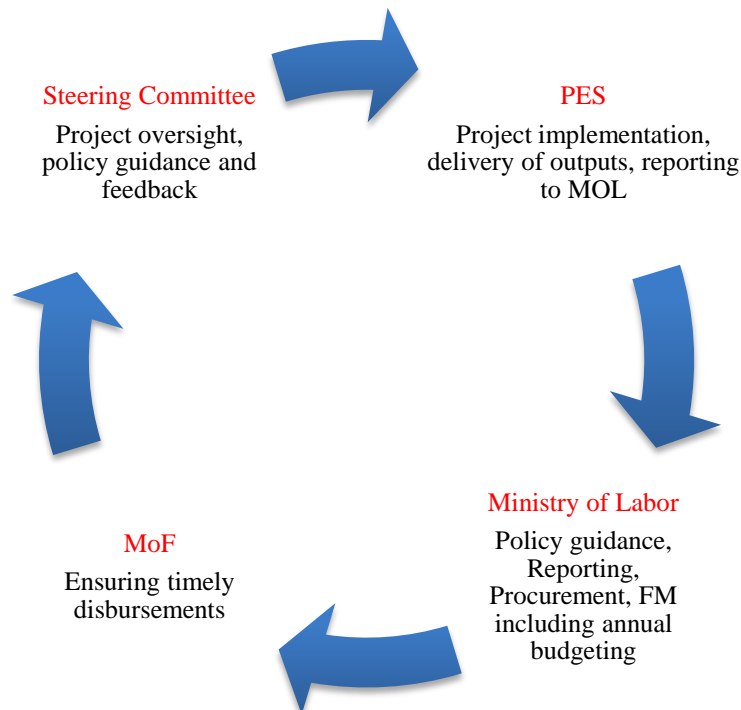 Steering Committee
Project oversight,
policy guidance and
feedback
PES
Project implementation,
delivery of outputs, reporting
to MOL
Ministry of Labor
Policy guidance,
Reporting,
Procurement, FM
including annual
budgeting
MoF
Ensuring timely
disbursements